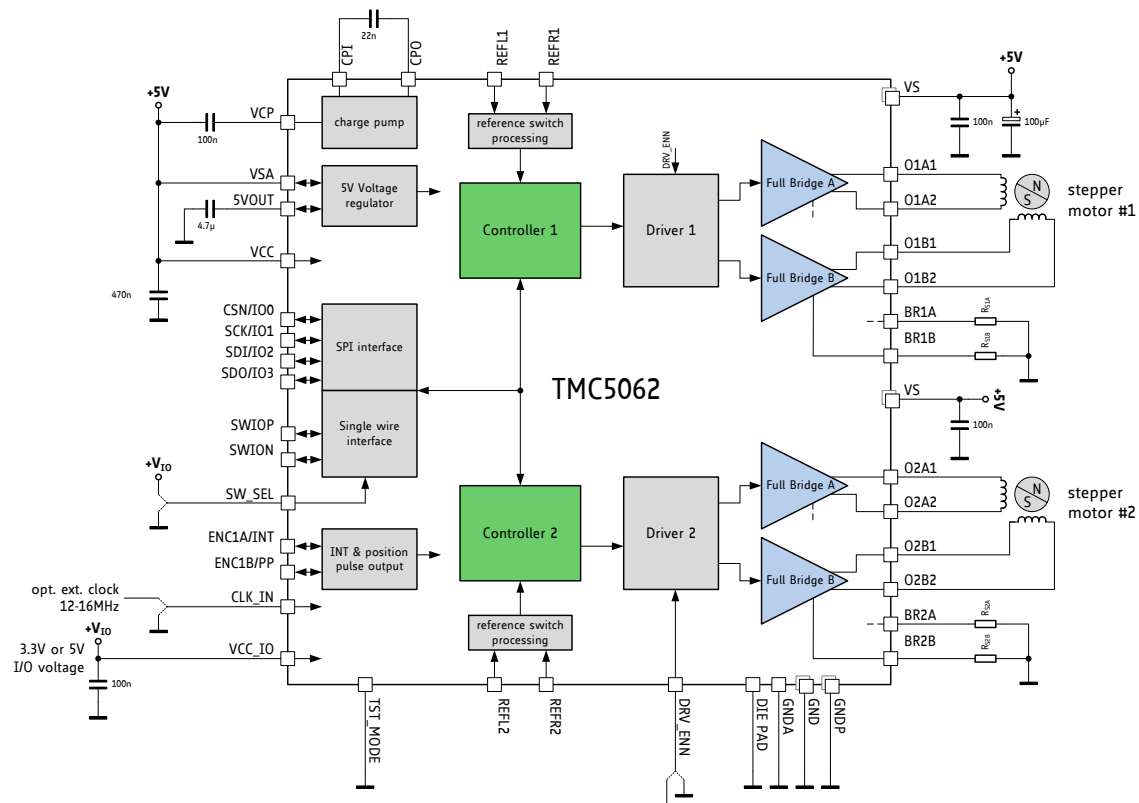 22n
CPI
CPO
REFL1
REFR1
+5V
+5V
VCP
100n
charge pump
reference switch
processing
VS
100n
+
100µF
DRV_ENN
VSA
5VOUT
4.7µ
5V Voltage
regulator
Controller 1
Driver 1
Full Bridge A
O1A1
O1A2
N
S
stepper
motor #1
VCC
470n
Full Bridge B
O1B1
O1B2
CSN/IO0
SCK/IO1
SDI/IO2
SDO/IO3
SPI interface
BR1A
RS1A
BR1B
RS1B
TMC5062
VS
+5V
100n
SWIOP
SWION
Single wire
interface
+VIO
SW_SEL
Full Bridge A
O2A1
O2A2
N
S
stepper
motor #2
ENC1A/INT
ENC1B/PP
INT & position
pulse output
Controller 2
Driver 2
Full Bridge B
O2B1
O2B2
opt. ext. clock
12-16MHz
CLK_IN
+VIO
3.3V or 5V
I/O voltage
VCC_IO
100n
reference switch
processing
BR2A
RS2A
BR2B
RS2B
TST_MODE
REFL2
REFR2
DRV_ENN
DIE PAD
GNDA
GND
GNDP